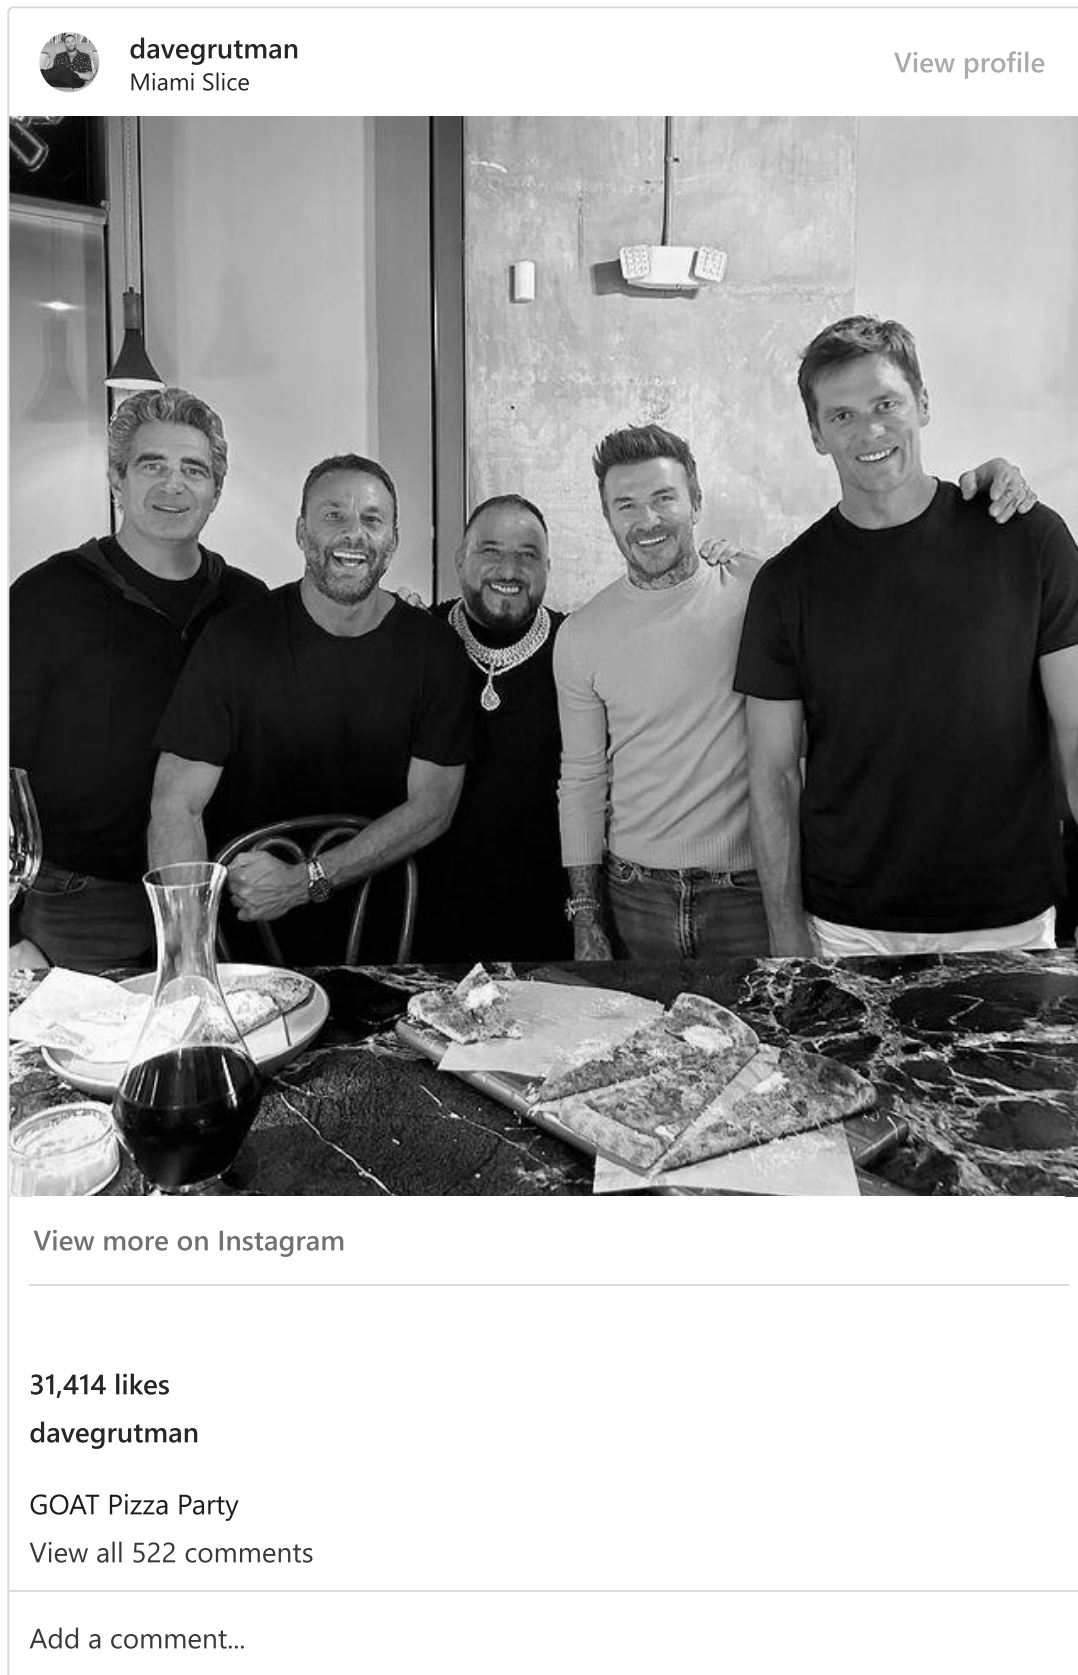 davegrutman
Miami Slice
View profile
View more on Instagram
31,414 likes
davegrutman
GOAT Pizza Party
View all 522 comments
Add a comment...